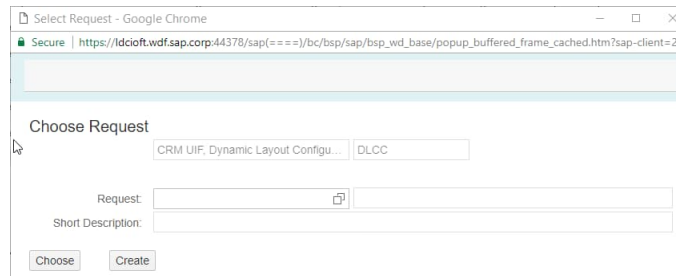 Select Request - Google Chrome
Secure | https://ldcioft.wdf.sap.corp:44378/sap(====)/bc/bsp/sap/bsp_wd_base/popup_buffered_frame_cached.htm?sap-client=2
Choose Request
CRM UIF, Dynamic Layout Configu... DLCC
Request:
Short Description:
Choose Create